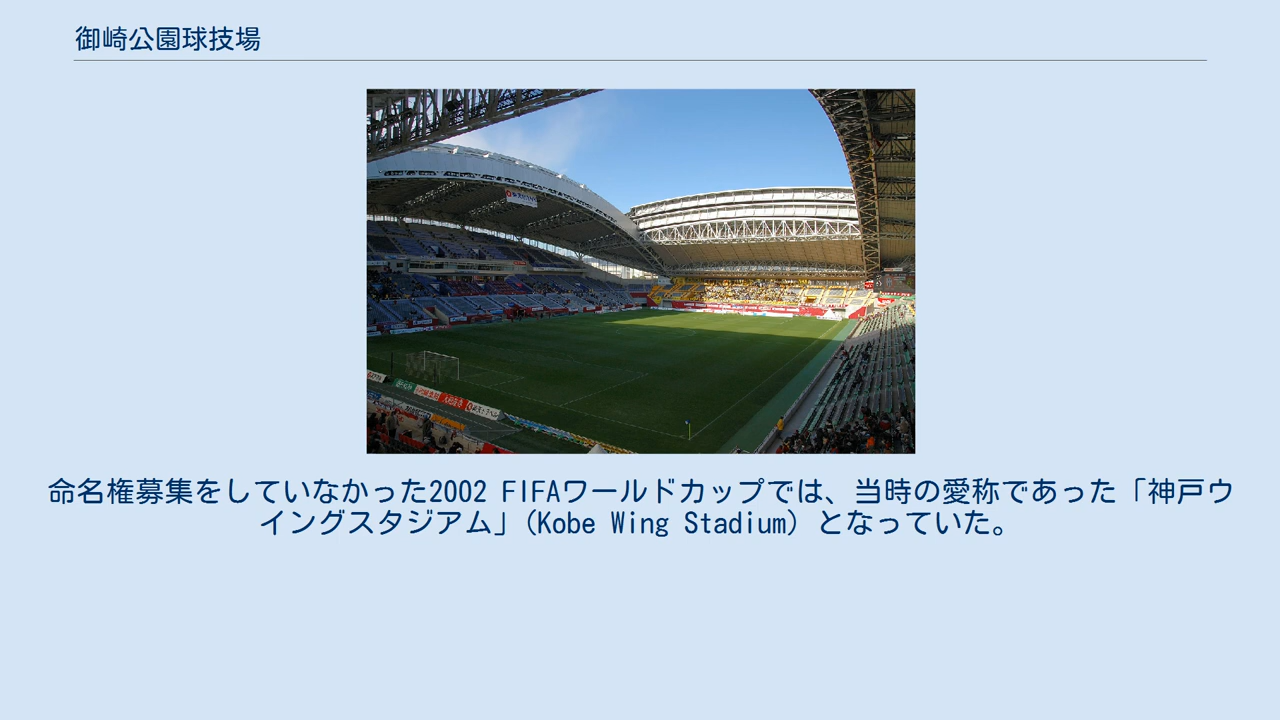 御崎公園球技場
命名権募集をしていなかった2002 FIFAワールドカップでは、当時の愛称であった「神戸ウ
イングスタジアム」(Kobe Wing Stadium) となっていた。